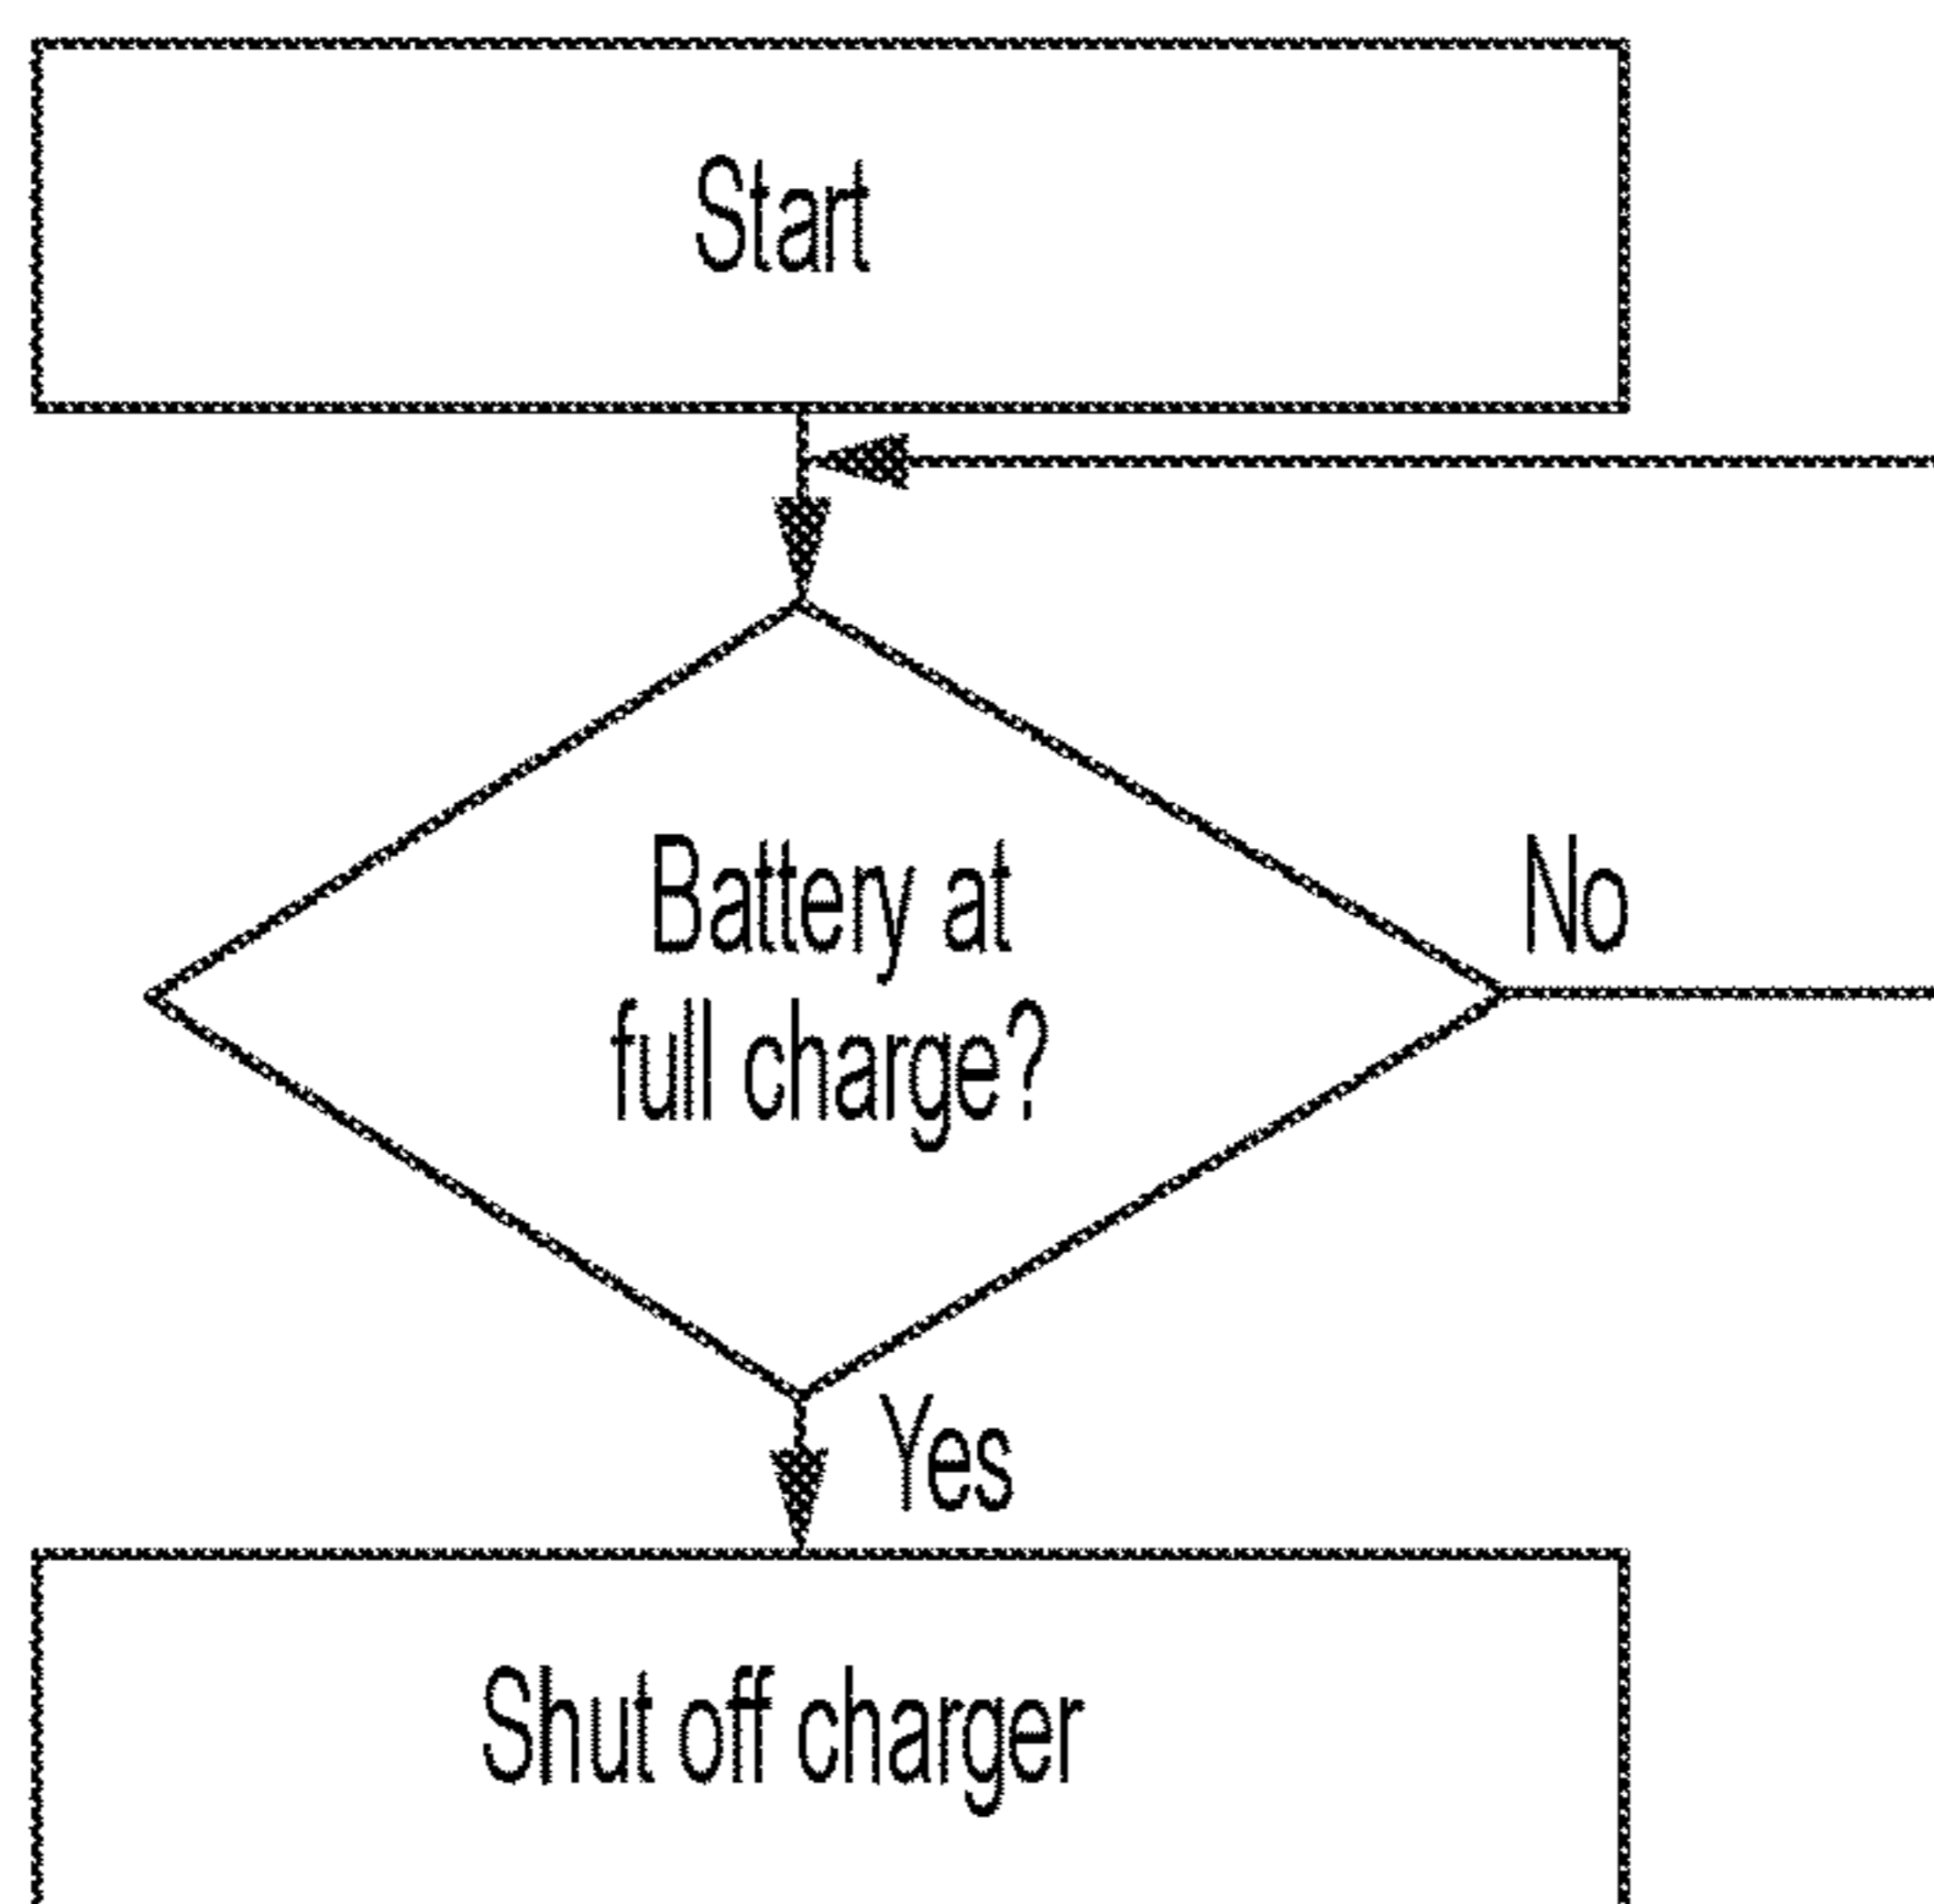 Start
Battery at
full charge?
No
Yes
Shut off charger